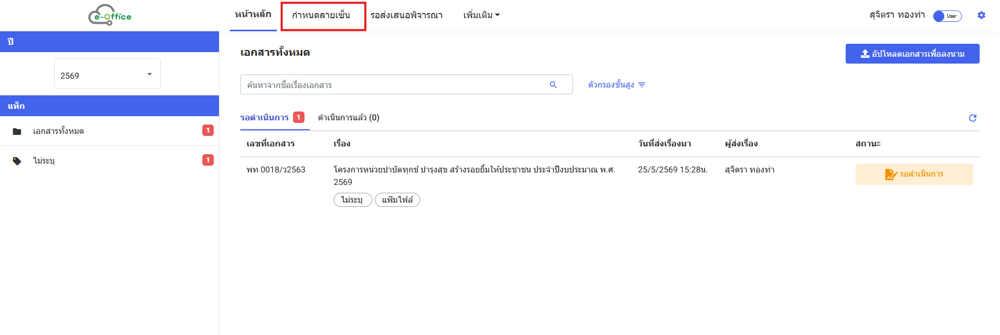 e-Office
หน้าหลัก กำหนดลายเซ็น รอส่งเสนอพิจารณา เพิ่มเติม
สุจิตรา ทองท่า User
ปี
2569
แท็ก
เอกสารทั้งหมด 1
ไม่ระบุ 1
เอกสารทั้งหมด
อัปโหลดเอกสารเพื่อลงนาม
ค้นหาจากชื่อเรื่องเอกสาร
ตัวกรองขั้นสูง
รอดำเนินการ 1 ดำเนินการแล้ว (0)
เลขที่เอกสาร เรื่อง วันที่ส่งเรื่องมา ผู้ส่งเรื่อง สถานะ
พท 0018/ว2563 โครงการหน่วยบำบัดทุกข์ บำรุงสุข สร้างรอยยิ้มให้ประชาชน ประจำปีงบประมาณ พ.ศ. 25/5/2569 15:28น. สุจิตรา ทองท่า รอดำเนินการ
2569
ไม่ระบุ แฟ้มไฟล์